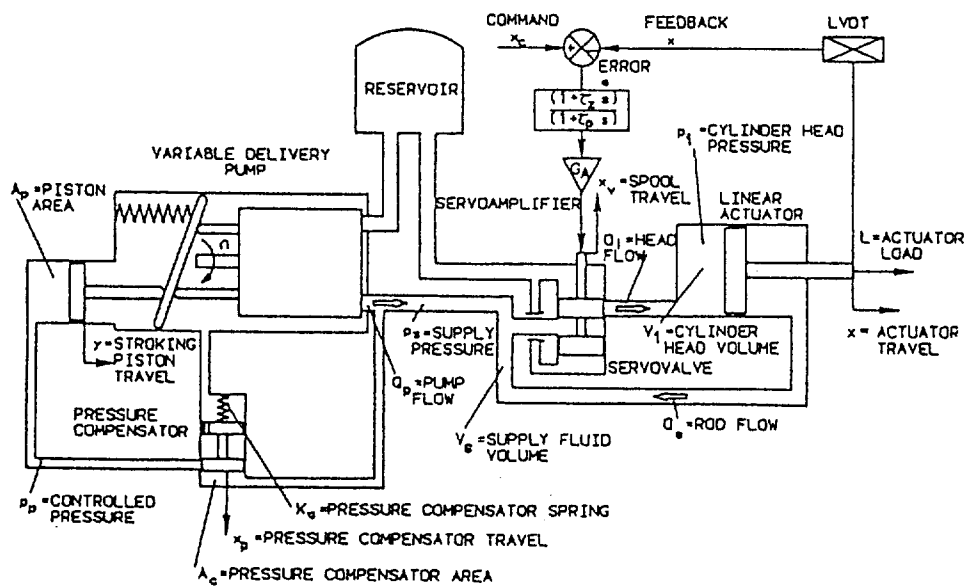 COMMAND
x_c
FEEDBACK
x
LVDT
+
-
ERROR
(1+τ_z s)
(1+τ_p s)
G_A
SERVOAMPLIFIER
x_v=SPOOL
TRAVEL
RESERVOIR
VARIABLE DELIVERY
PUMP
A_p=PISTON
AREA
n
p_1=CYLINDER HEAD
PRESSURE
LINEAR
ACTUATOR
Q_1=HEAD
FLOW
L=ACTUATOR
LOAD
x=ACTUATOR
TRAVEL
V_1=CYLINDER
HEAD VOLUME
SERVOVALVE
p_s=SUPPLY
PRESSURE
Y=STROKING
PISTON
TRAVEL
Q_p=PUMP
FLOW
PRESSURE
COMPENSATOR
V_s=SUPPLY FLUID
VOLUME
Q_s=ROD FLOW
p_p=CONTROLLED
PRESSURE
K_s=PRESSURE COMPENSATOR SPRING
x_p=PRESSURE COMPENSATOR TRAVEL
A_c=PRESSURE COMPENSATOR AREA